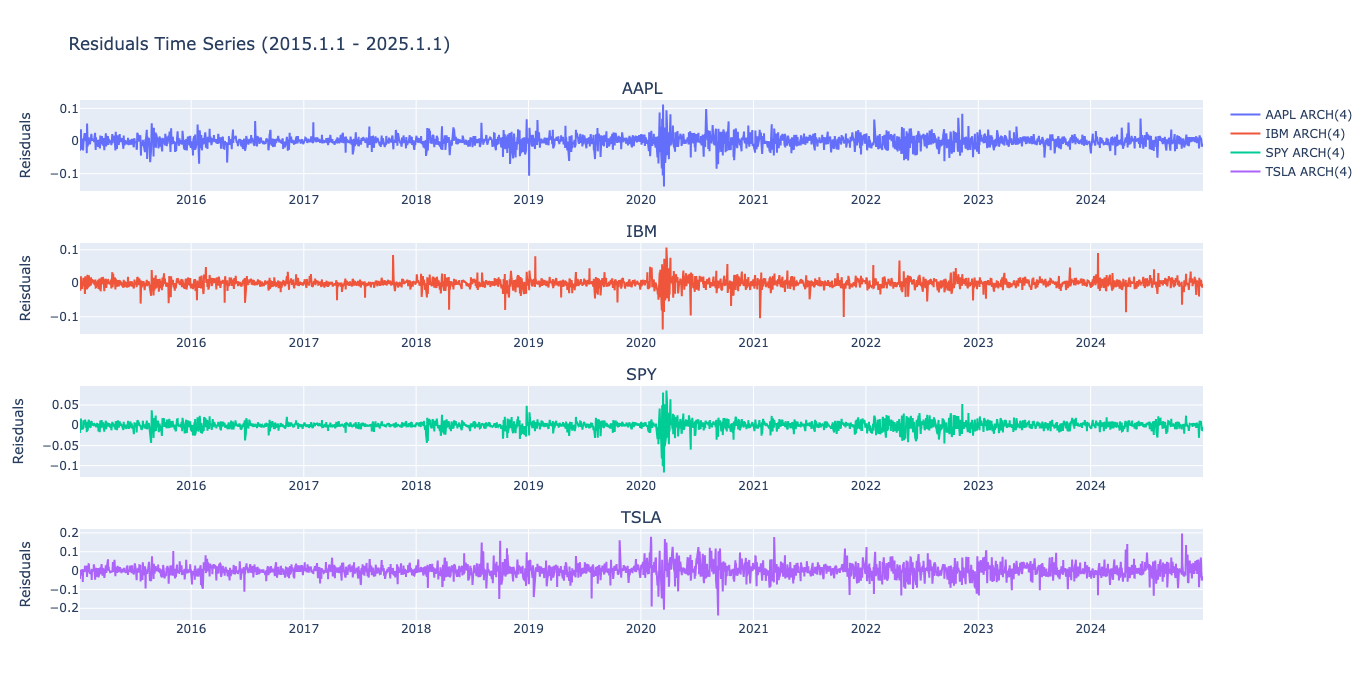 Residuals Time Series (2015.1.1 - 2025.1.1)
AAPL
Reisduals
0.1
0
−0.1
2016 2017 2018 2019 2020 2021 2022 2023 2024
AAPL ARCH(4)
IBM ARCH(4)
SPY ARCH(4)
TSLA ARCH(4)
IBM
Reisduals
0.1
0
−0.1
2016 2017 2018 2019 2020 2021 2022 2023 2024
SPY
Reisduals
0.05
0
−0.05
−0.1
2016 2017 2018 2019 2020 2021 2022 2023 2024
TSLA
Reisduals
0.2
0.1
0
−0.1
−0.2
2016 2017 2018 2019 2020 2021 2022 2023 2024